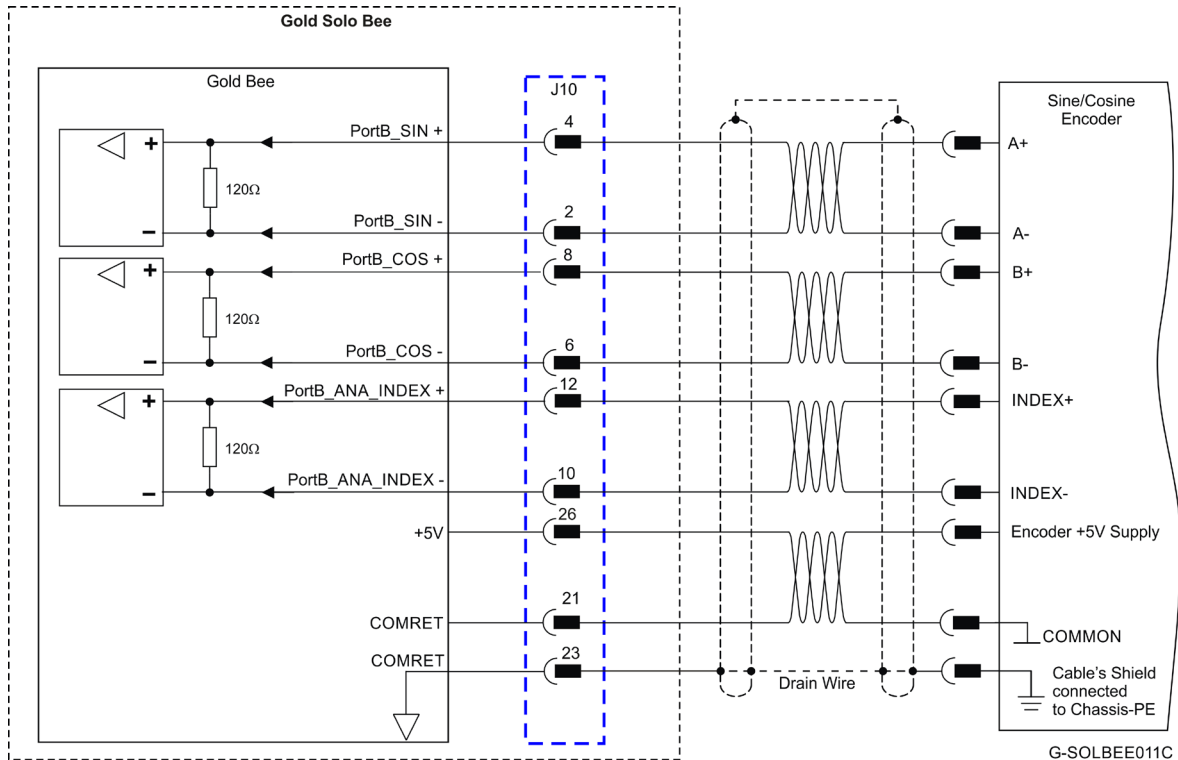 Gold Solo Bee
Gold Bee
J10
Sine/Cosine
Encoder
+
PortB_SIN +
4
A+
120Ω
-
PortB_SIN -
2
A-
+
PortB_COS +
8
B+
120Ω
-
PortB_COS -
6
B-
+
PortB_ANA_INDEX +
12
INDEX+
120Ω
-
PortB_ANA_INDEX -
10
INDEX-
+5V
26
Encoder +5V Supply
COMRET
21
COMMON
COMRET
23
Drain Wire
Cable's Shield
connected
to Chassis-PE
G-SOLBEE011C